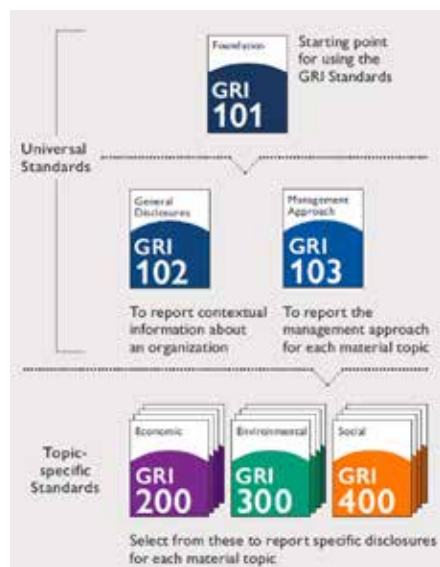 Foundation
GRI
101
Starting point
for using the
GRI Standards
Universal
Standards
General
Disclosures
GRI
102
Management
Approach
GRI
103
To report contextual
information about
an organization
To report the
management approach
for each material topic
Topic-
specific
Standards
Economic
GRI
200
Environmental
GRI
300
Social
GRI
400
Select from these to report specific disclosures
for each material topic